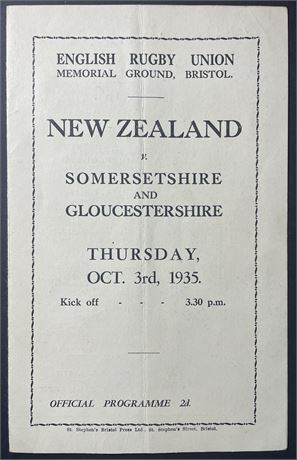 ENGLISH RUGBY UNION
MEMORIAL GROUND, BRISTOL.
NEW ZEALAND
v.
SOMERSETSHIRE
AND
GLOUCESTERSHIRE
THURSDAY,
OCT. 3rd, 1935.
Kick off - - - 3.30 p.m.
OFFICIAL PROGRAMME 2d.
St. Stephen's Bristol Press Ltd., St. Stephen's Street, Bristol.